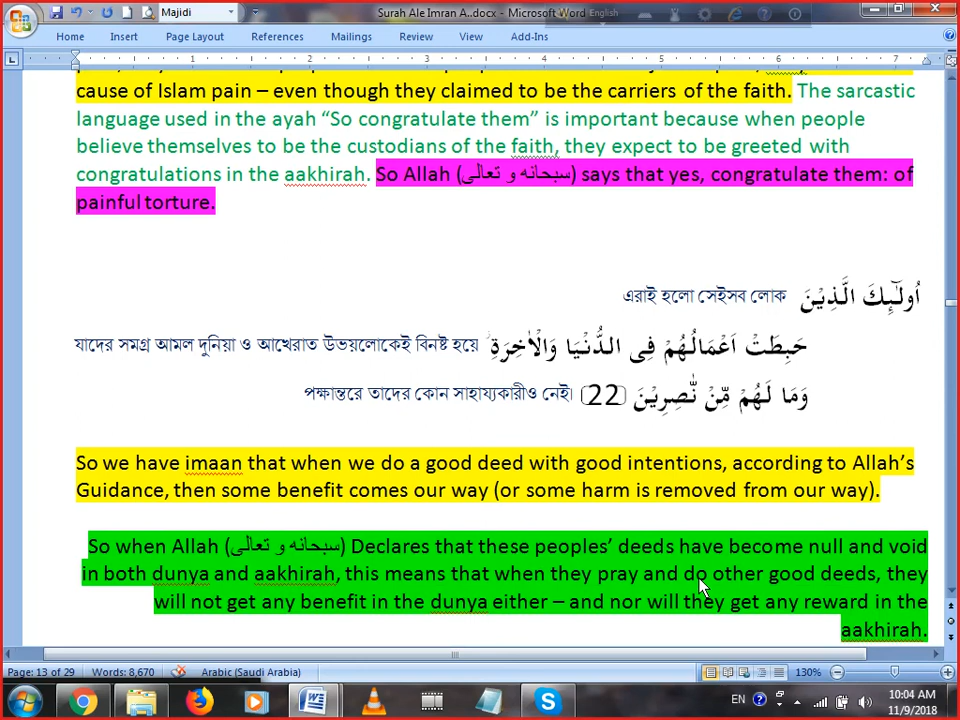 Majidi
Surah Ale Imran A..docx - Microsoft Word English
Home Insert Page Layout References Mailings Review View Add-Ins
1 2 3 4 5 6 7
cause of Islam pain – even though they claimed to be the carriers of the faith. The sarcastic
language used in the ayah “So congratulate them” is important because when people
believe themselves to be the custodians of the faith, they expect to be greeted with
congratulations in the aakhirah. So Allah (سبحانه و تعالى) says that yes, congratulate them: of
painful torture.
اُولٰٓئِكَ الَّذِيْنَ এরাই হলো সেইসব লোক
حَبِطَتْ اَعْمَالُهُمْ فِى الدُّنْيَا وَالْاٰخِرَةِ ۖ যাদের সমগ্র আমল দুনিয়া ও আখেরাত উভয়লোকেই বিনষ্ট হয়ে
وَمَا لَهُمْ مِّنْ نّٰصِرِيْنَ (22) পক্ষান্তরে তাদের কোন সাহায্যকারীও নেই।
So we have imaan that when we do a good deed with good intentions, according to Allah’s
Guidance, then some benefit comes our way (or some harm is removed from our way).
So when Allah (سبحانه و تعالى) Declares that these peoples’ deeds have become null and void
in both dunya and aakhirah, this means that when they pray and do other good deeds, they
will not get any benefit in the dunya either – and nor will they get any reward in the
aakhirah.
Page: 13 of 29 Words: 8,670 Arabic (Saudi Arabia) 130%
EN 10:04 AM
11/9/2018